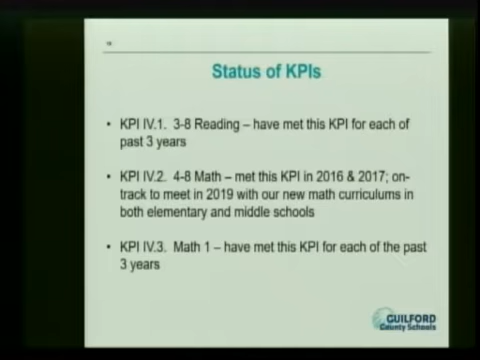 Status of KPIs
• KPI IV.1. 3-8 Reading – have met this KPI for each of
past 3 years
• KPI IV.2. 4-8 Math – met this KPI in 2016 & 2017; on-
track to meet in 2019 with our new math curriculums in
both elementary and middle schools
• KPI IV.3. Math 1 – have met this KPI for each of the past
3 years
GUILFORD
County Schools